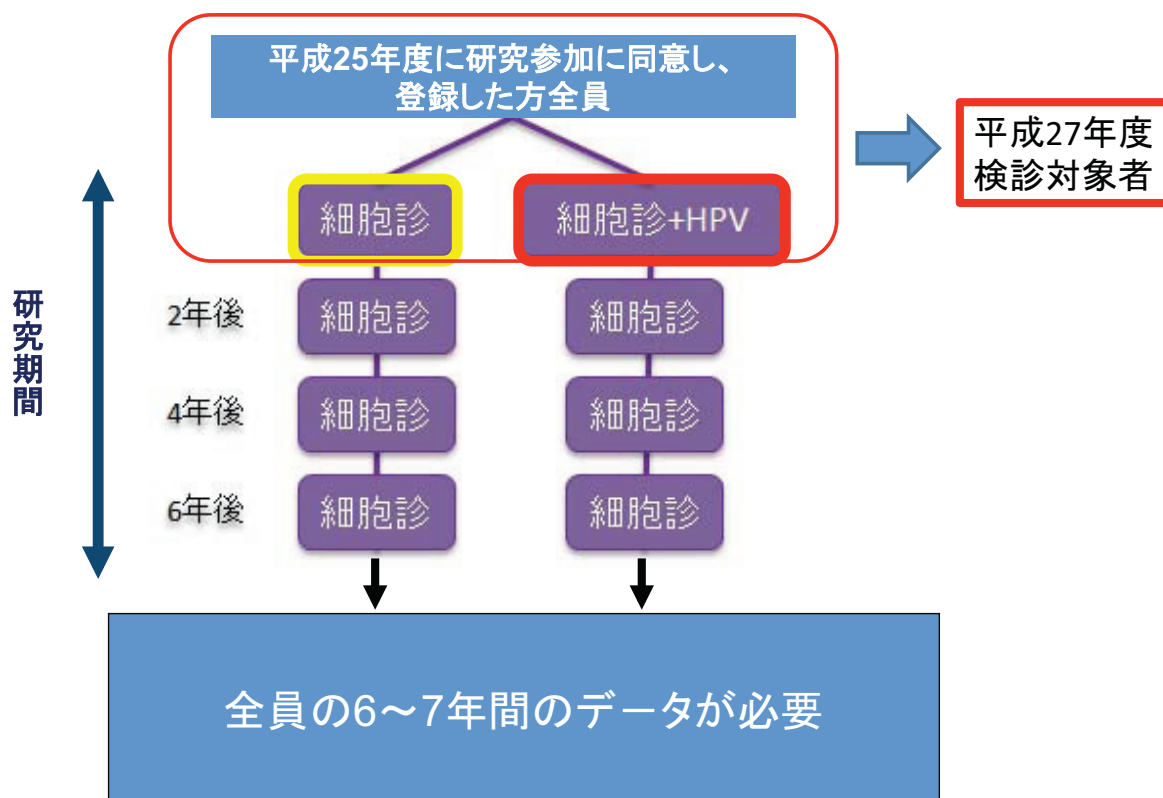 平成25年度に研究参加に同意し、
登録した方全員
平成27年度
検診対象者
細胞診
細胞診+HPV
研究期間
2年後
細胞診
細胞診
4年後
細胞診
細胞診
6年後
細胞診
細胞診
全員の6～7年間のデータが必要